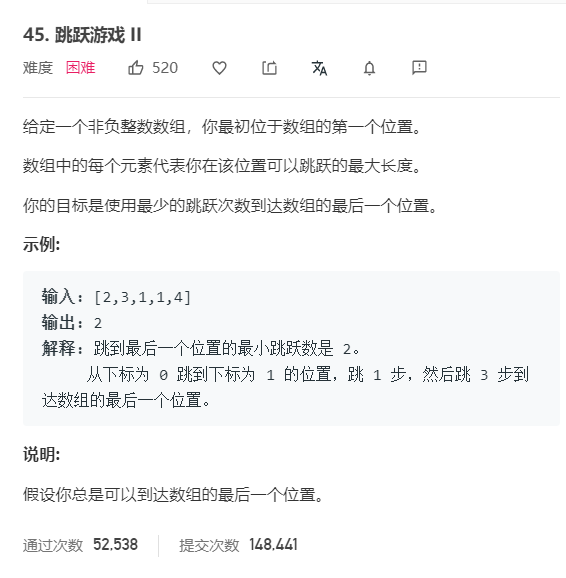 45. 跳跃游戏 II
难度 困难 520
给定一个非负整数数组，你最初位于数组的第一个位置。
数组中的每个元素代表你在该位置可以跳跃的最大长度。
你的目标是使用最少的跳跃次数到达数组的最后一个位置。
示例:
输入: [2,3,1,1,4]
输出: 2
解释: 跳到最后一个位置的最小跳跃数是 2。
从下标为 0 跳到下标为 1 的位置，跳 1 步，然后跳 3 步到
达数组的最后一个位置。
说明:
假设你总是可以到达数组的最后一个位置。
通过次数 52,538 提交次数 148,441